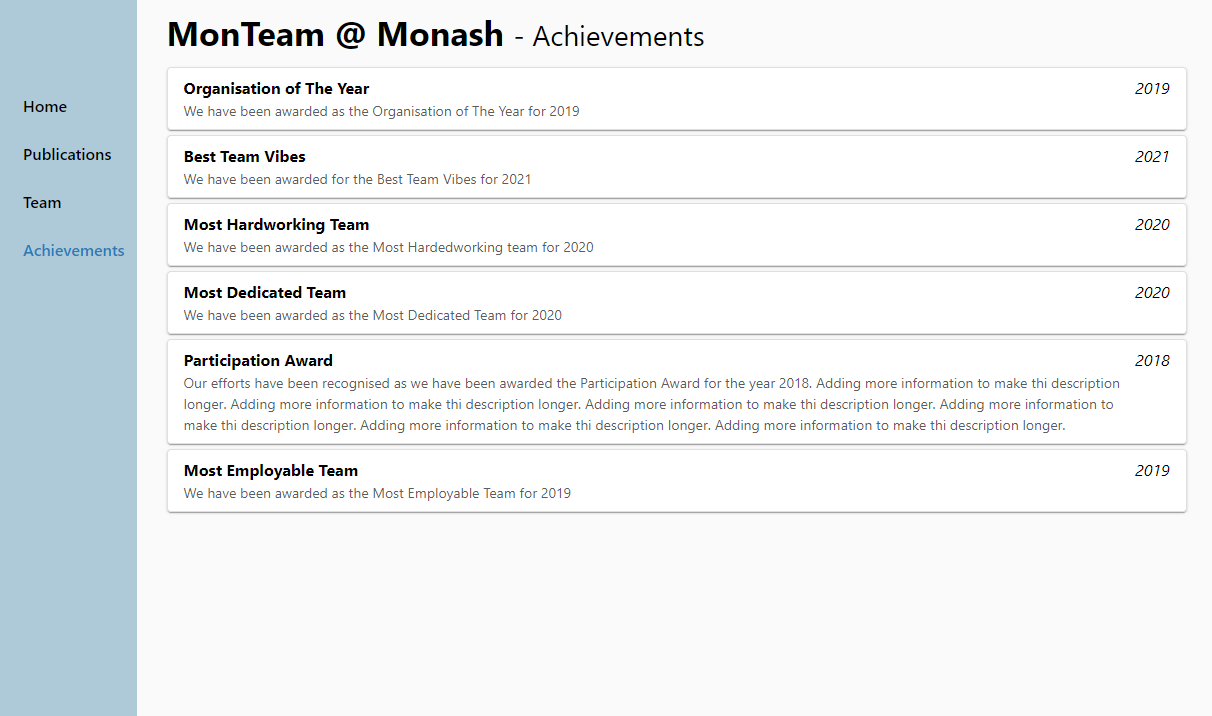 MonTeam @ Monash - Achievements
Home
Publications
Team
Achievements
Organisation of The Year 2019
We have been awarded as the Organisation of The Year for 2019
Best Team Vibes 2021
We have been awarded for the Best Team Vibes for 2021
Most Hardworking Team 2020
We have been awarded as the Most Hardedworking team for 2020
Most Dedicated Team 2020
We have been awarded as the Most Dedicated Team for 2020
Participation Award 2018
Our efforts have been recognised as we have been awarded the Participation Award for the year 2018. Adding more information to make thi description
longer. Adding more information to make thi description longer. Adding more information to make thi description longer. Adding more information to
make thi description longer. Adding more information to make thi description longer. Adding more information to make thi description longer.
Most Employable Team 2019
We have been awarded as the Most Employable Team for 2019